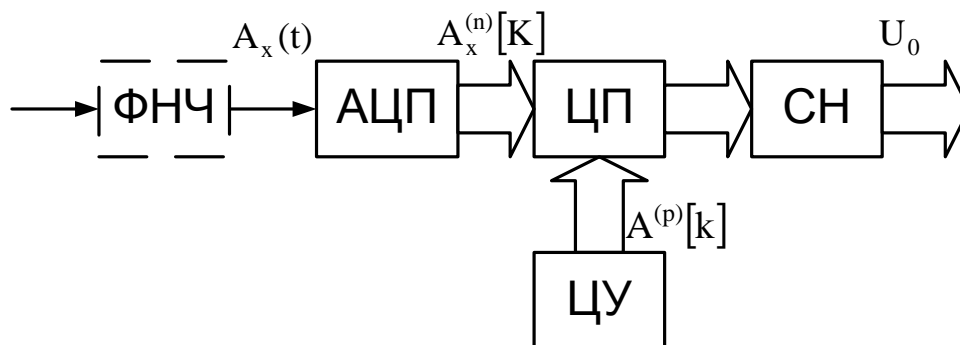 A_x(t) A_x^(n)[K] U_0
ФНЧ АЦП ЦП СН
A^(p)[k]
ЦУ